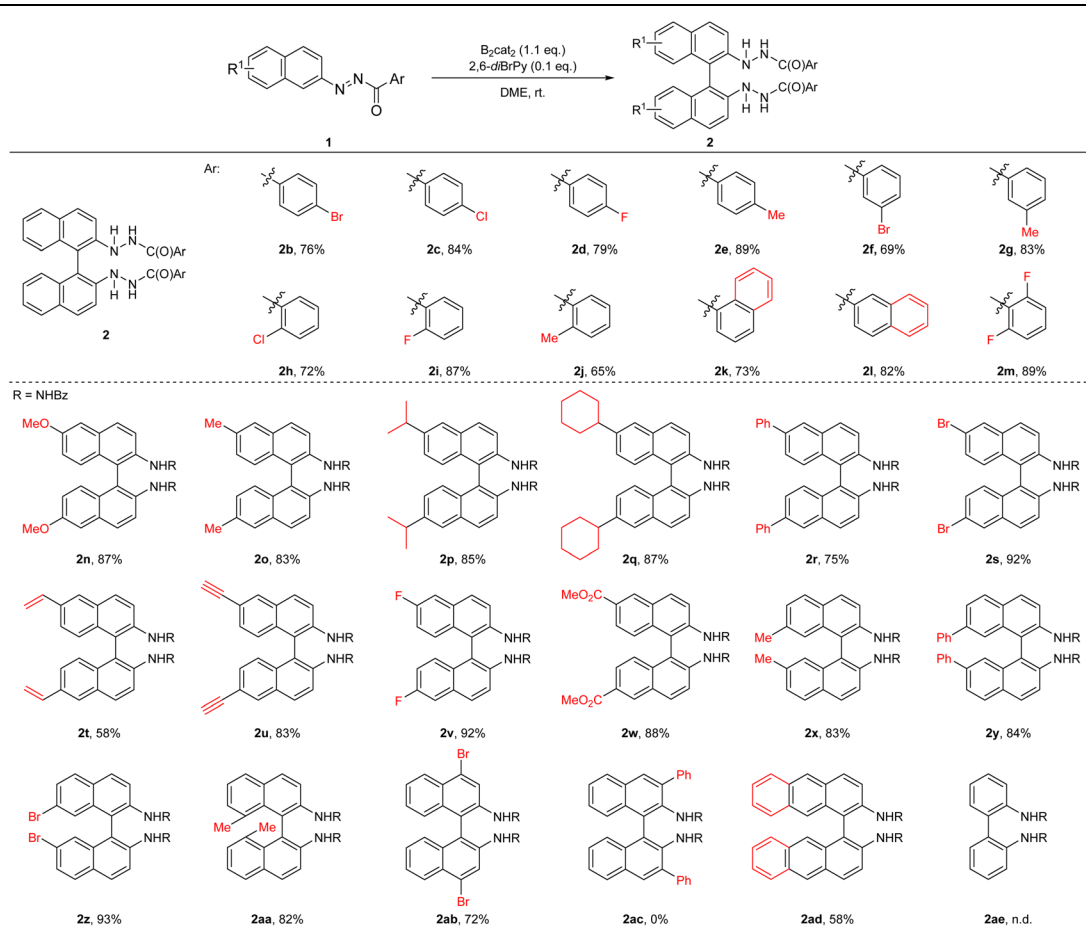 R¹
N
N
Ar
O
B₂cat₂ (1.1 eq.)
2,6-diBrPy (0.1 eq.)
DME, rt.
R¹
H H
N-N C(O)Ar
N-N C(O)Ar
H H
R¹
1
2
Ar:
Br
Cl
F
Me
Br
Me
2b, 76%
2c, 84%
2d, 79%
2e, 89%
2f, 69%
2g, 83%
H H
N-N C(O)Ar
N-N C(O)Ar
H H
2
Cl
F
Me
F
F
2h, 72%
2i, 87%
2j, 65%
2k, 73%
2l, 82%
2m, 89%
R = NHBz
MeO
NHR
NHR
MeO
Me
NHR
NHR
Me
NHR
NHR
NHR
NHR
Ph
NHR
NHR
Ph
Br
NHR
NHR
Br
2n, 87%
2o, 83%
2p, 85%
2q, 87%
2r, 75%
2s, 92%
NHR
NHR
NHR
NHR
F
NHR
NHR
F
MeO₂C
NHR
NHR
MeO₂C
Me
NHR
Me
NHR
Ph
NHR
Ph
NHR
2t, 58%
2u, 83%
2v, 92%
2w, 88%
2x, 83%
2y, 84%
Br
NHR
Br
NHR
NHR
Me Me
NHR
Br
NHR
NHR
Br
Ph
NHR
NHR
Ph
NHR
NHR
NHR
NHR
2z, 93%
2aa, 82%
2ab, 72%
2ac, 0%
2ad, 58%
2ae, n.d.